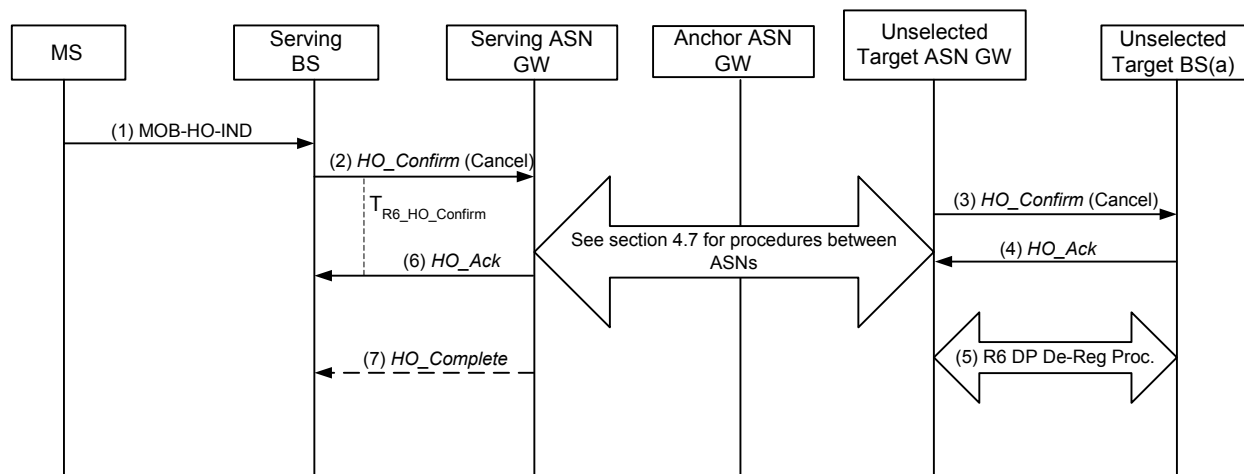 MS
Serving
BS
Serving ASN
GW
Anchor ASN
GW
Unselected
Target ASN GW
Unselected
Target BS(a)
(1) MOB-HO-IND
(2) HO_Confirm (Cancel)
T_R6_HO_Confirm
(3) HO_Confirm (Cancel)
See section 4.7 for procedures between
ASNs
(4) HO_Ack
(6) HO_Ack
(5) R6 DP De-Reg Proc.
(7) HO_Complete